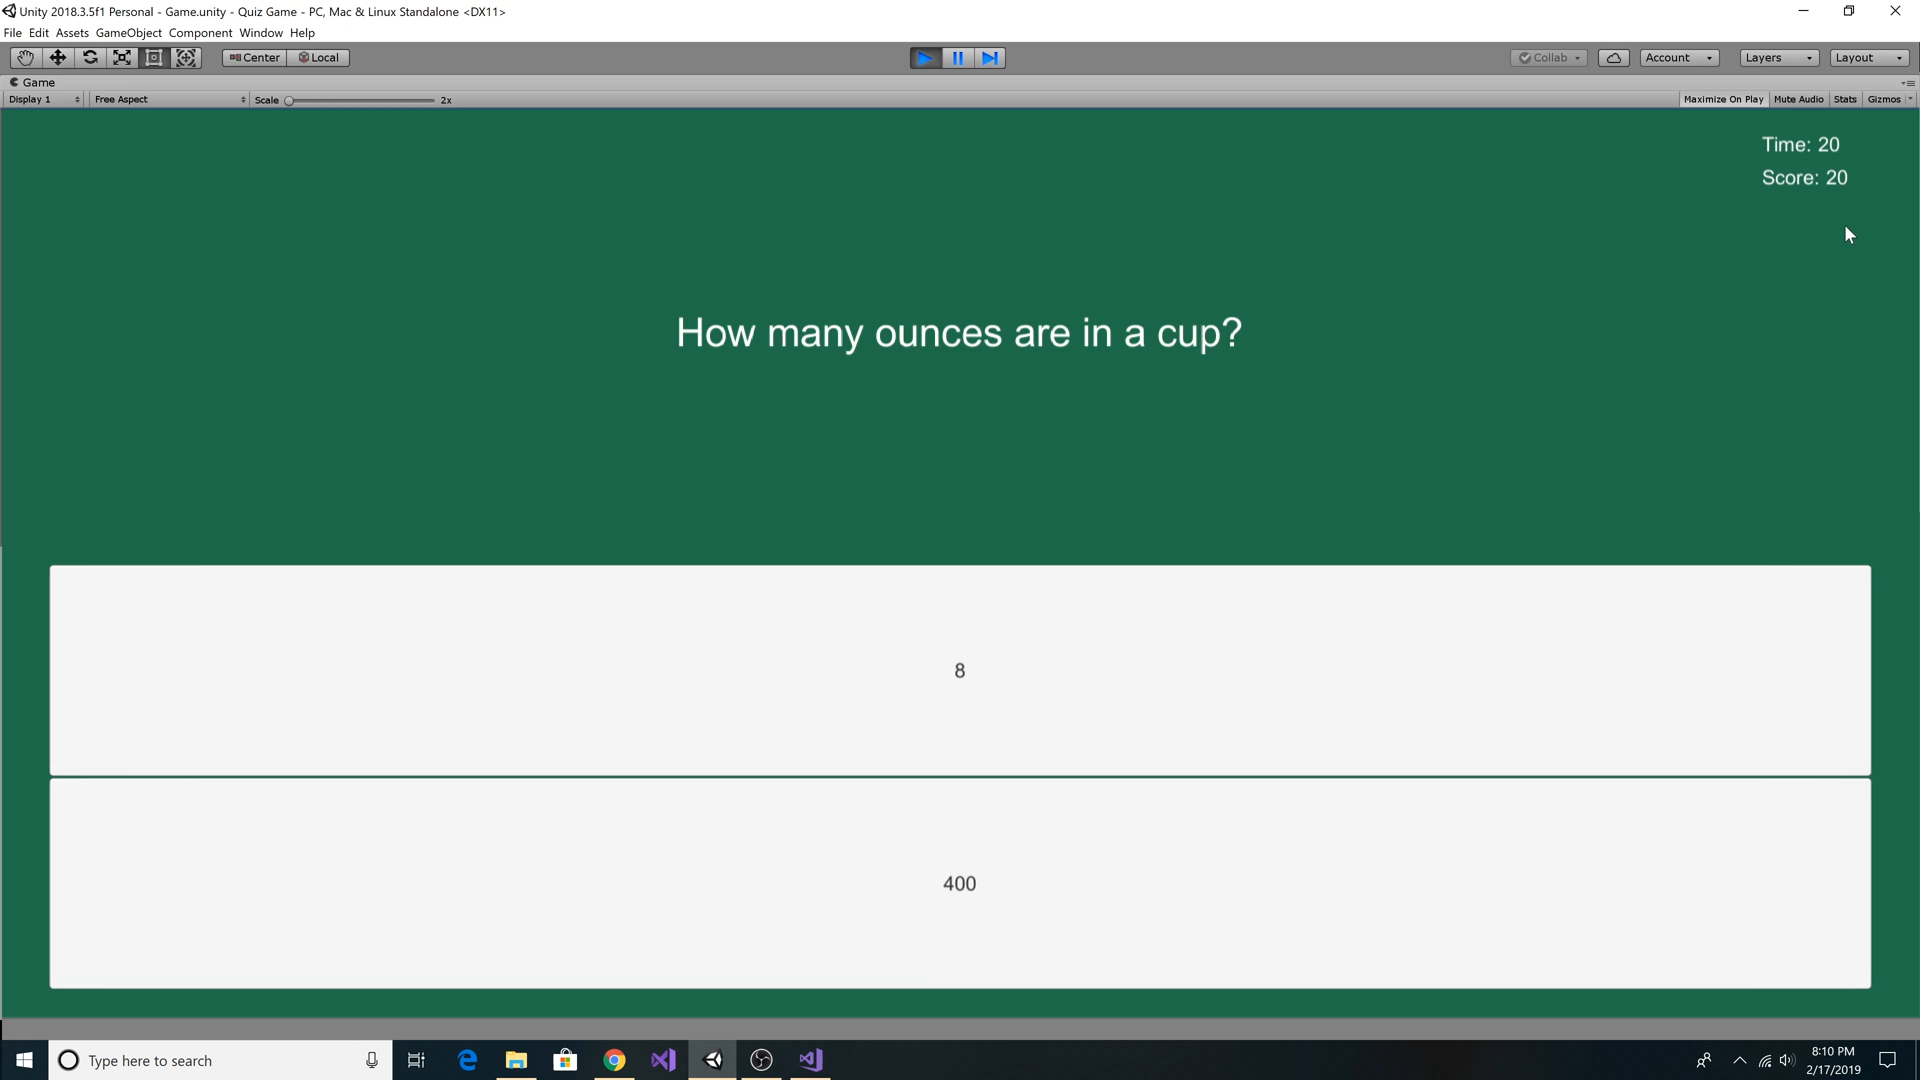 Unity 2018.3.5f1 Personal - Game.unity - Quiz Game - PC, Mac & Linux Standalone <DX11>
File Edit Assets GameObject Component Window Help
Center Local Collab Account Layers Layout
Game
Display 1 Free Aspect Scale 2x Maximize On Play Mute Audio Stats Gizmos
Time: 20
Score: 20
How many ounces are in a cup?
8
400
Type here to search
8:10 PM
2/17/2019